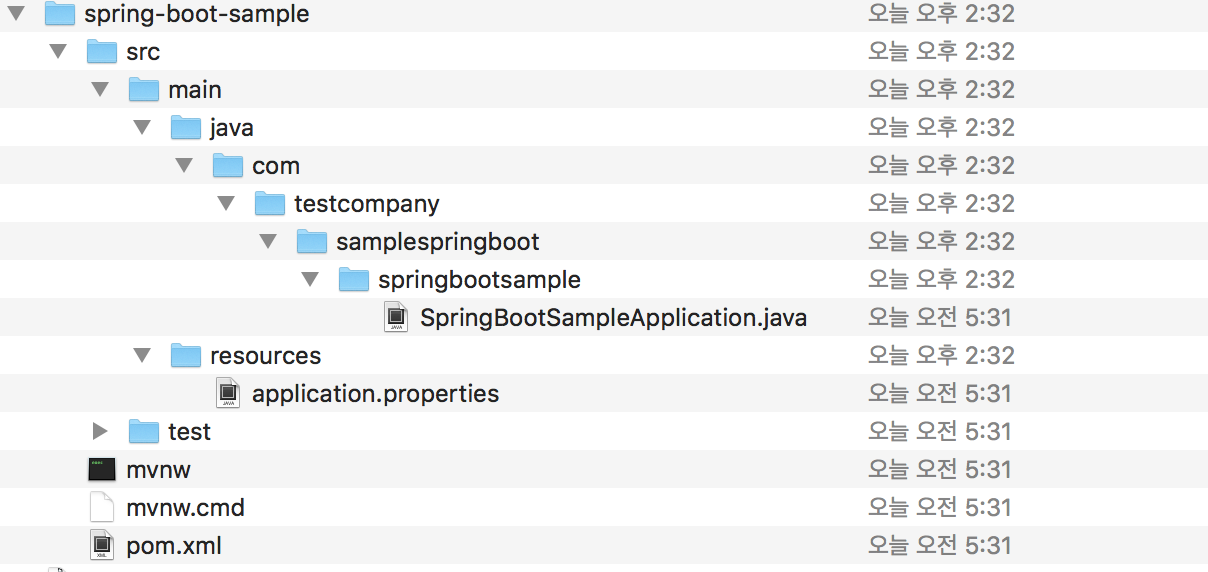 spring-boot-sample 오늘 오후 2:32
src 오늘 오후 2:32
main 오늘 오후 2:32
java 오늘 오후 2:32
com 오늘 오후 2:32
testcompany 오늘 오후 2:32
samplespringboot 오늘 오후 2:32
springbootsample 오늘 오후 2:32
SpringBootSampleApplication.java 오늘 오전 5:31
resources 오늘 오후 2:32
application.properties 오늘 오전 5:31
test 오늘 오전 5:31
mvnw 오늘 오전 5:31
mvnw.cmd 오늘 오전 5:31
pom.xml 오늘 오전 5:31